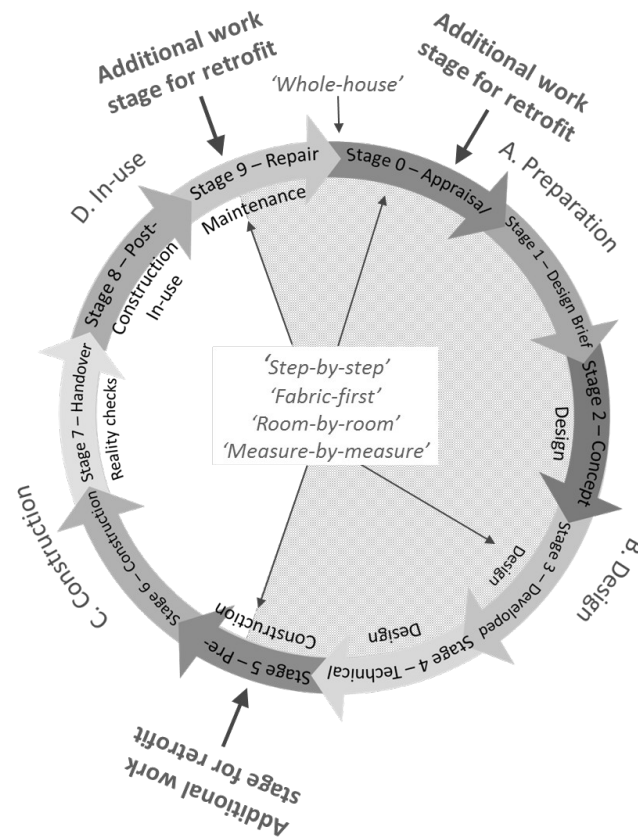 Additional work
stage for retrofit
‘Whole-house’
Additional work
stage for retrofit
A. Preparation
Stage 0 – Appraisal
Stage 1 – Design Brief
Stage 2 – Concept
Design
B. Design
Stage 3 – Developed
Design
Stage 4 – Technical
Design
Stage 5 – Pre-
Construction
Additional work
stage for retrofit
C. Construction
Stage 6 – Construction
Stage 7 – Handover
Reality checks
D. In-use
Stage 8 – Post-
Construction
In-use
Stage 9 – Repair
Maintenance
‘Step-by-step’
‘Fabric-first’
‘Room-by-room’
‘Measure-by-measure’